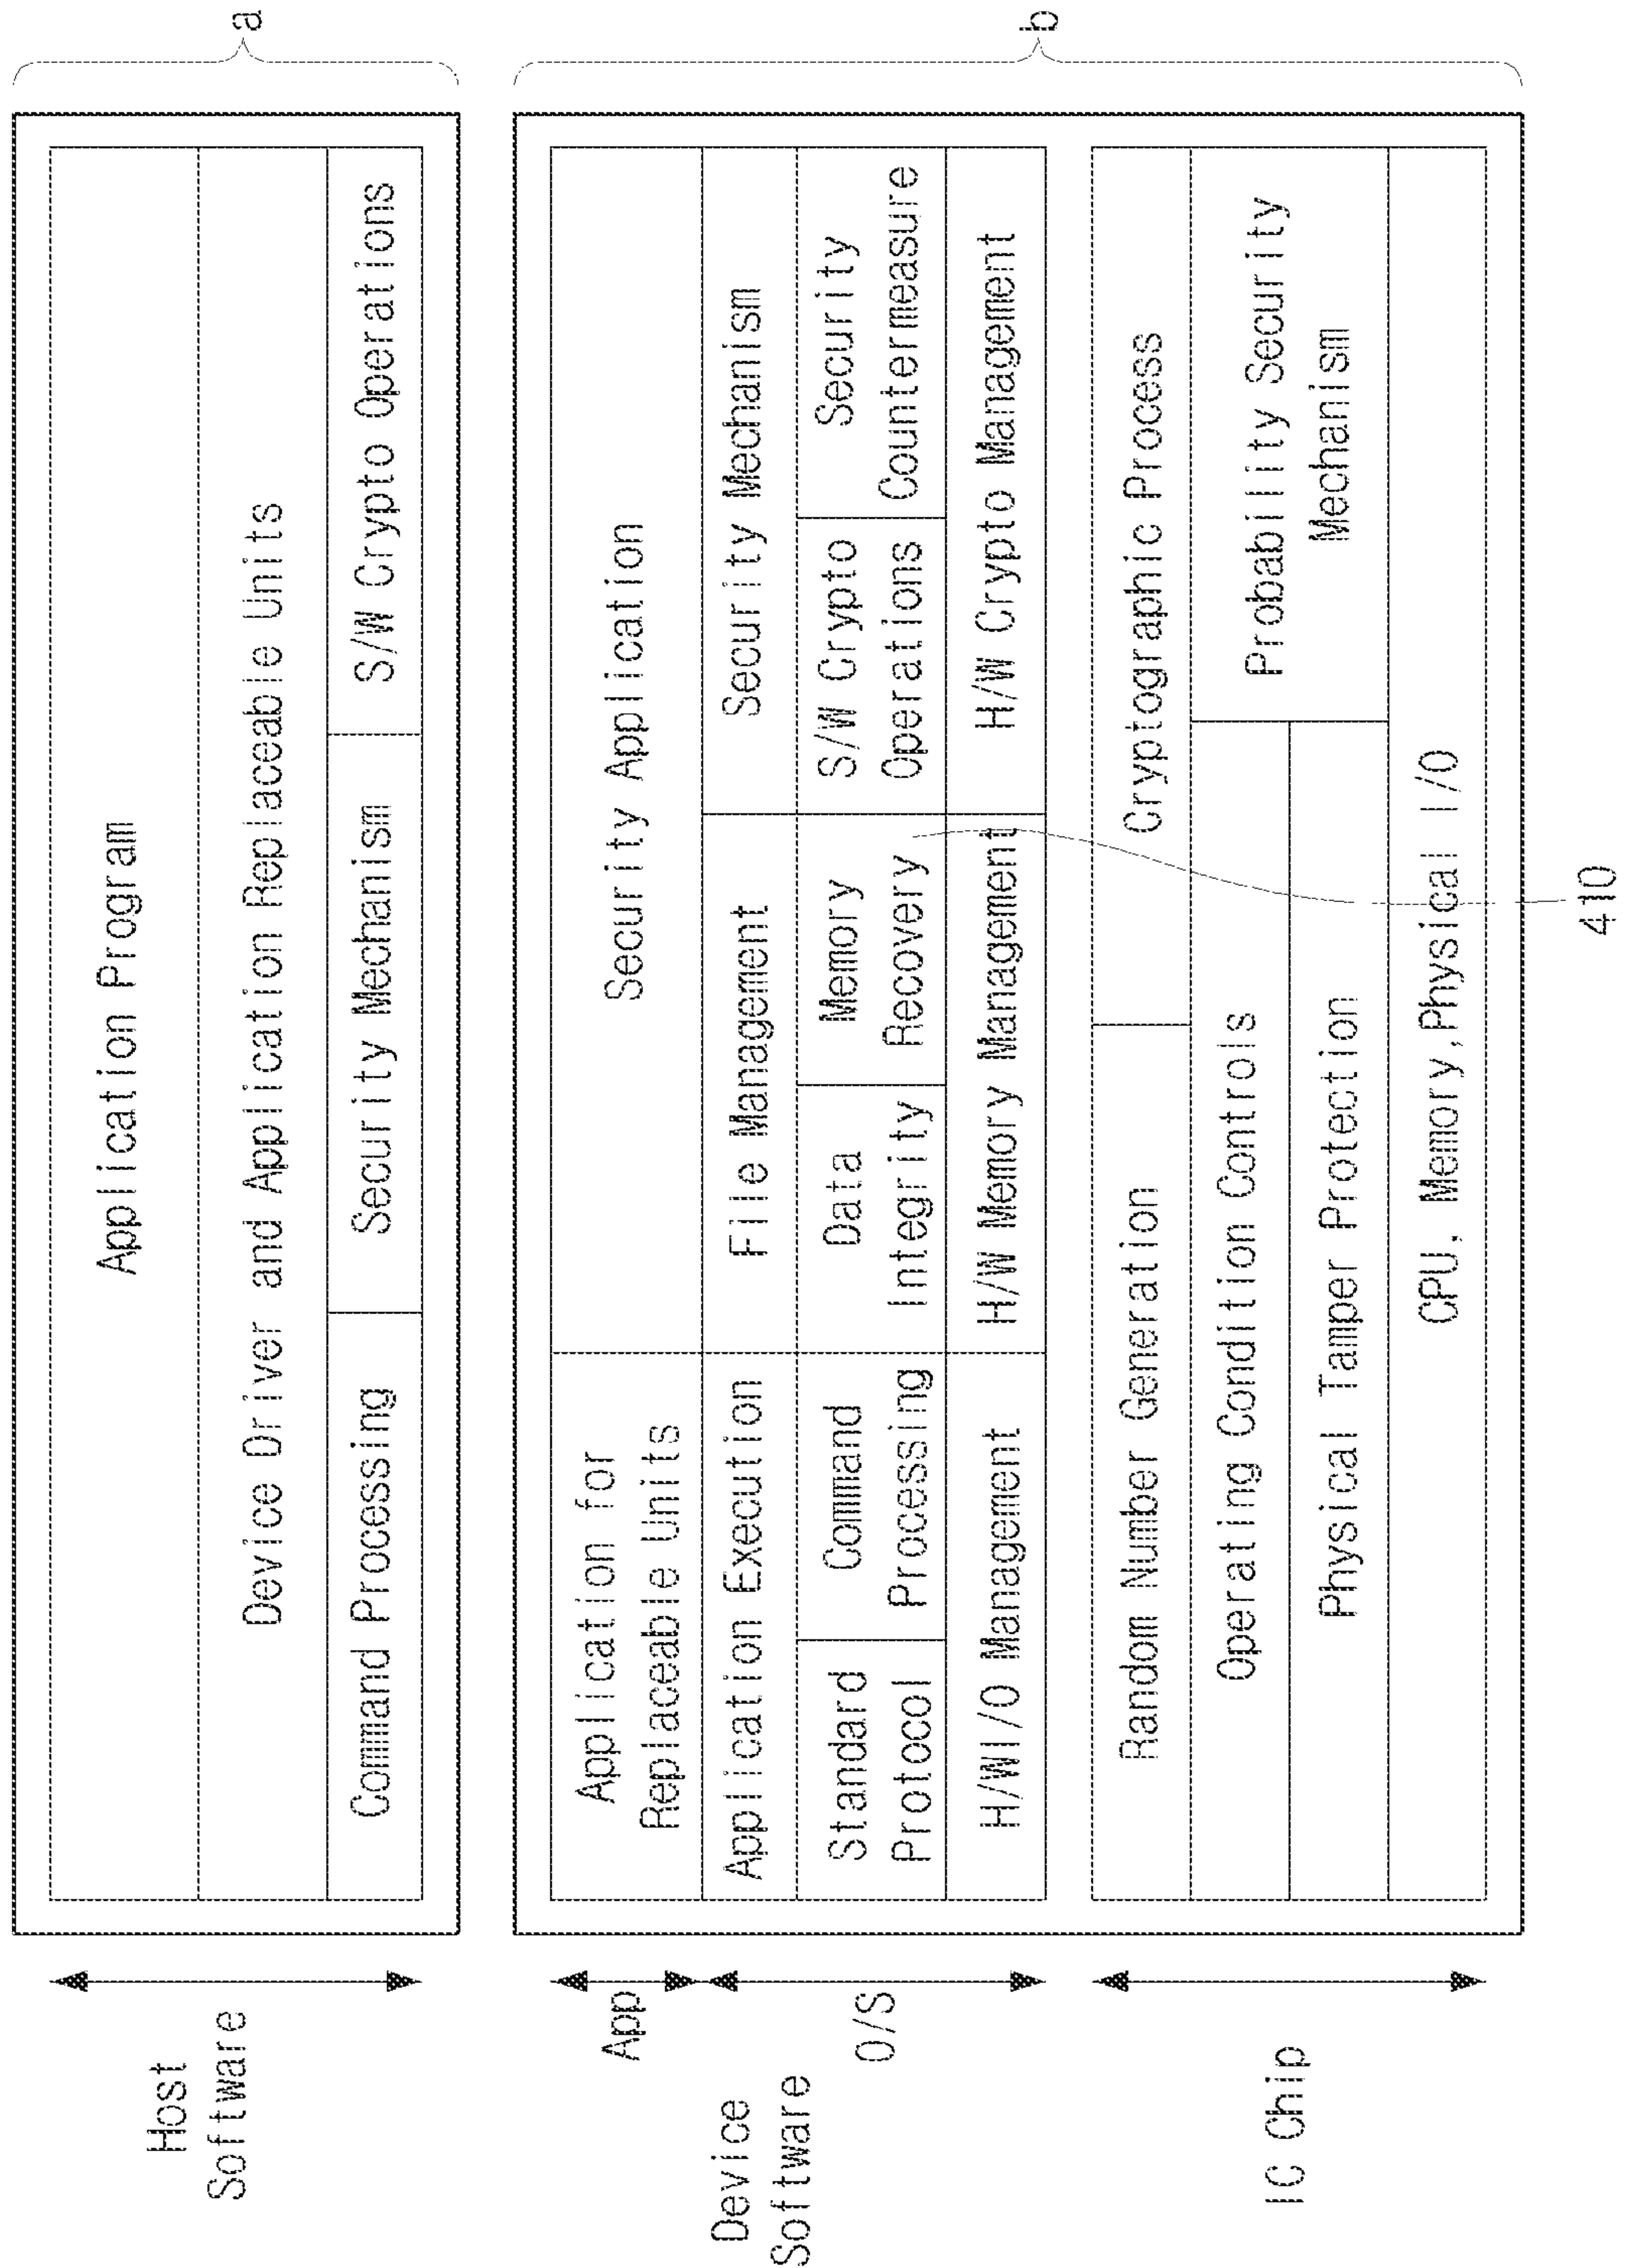 a
Host
Software
Application Program
Device Driver and Application Replaceable Units
Command Processing
Security Mechanism
S/W Crypto Operations
b
Device
Software
App
O/S
Application for
Replaceable Units
Security Application
Application Execution
File Management
Security Mechanism
Standard
Protocol
Command
Processing
Data
Integrity
Memory
Recovery
S/W Crypto
Operations
Security
Countermeasure
H/WI/O Management
H/W Memory Management
H/W Crypto Management
IC Chip
Random Number Generation
Cryptographic Process
Operating Condition Controls
Probability Security
Mechanism
Physical Tamper Protection
CPU, Memory,Physical I/O
410